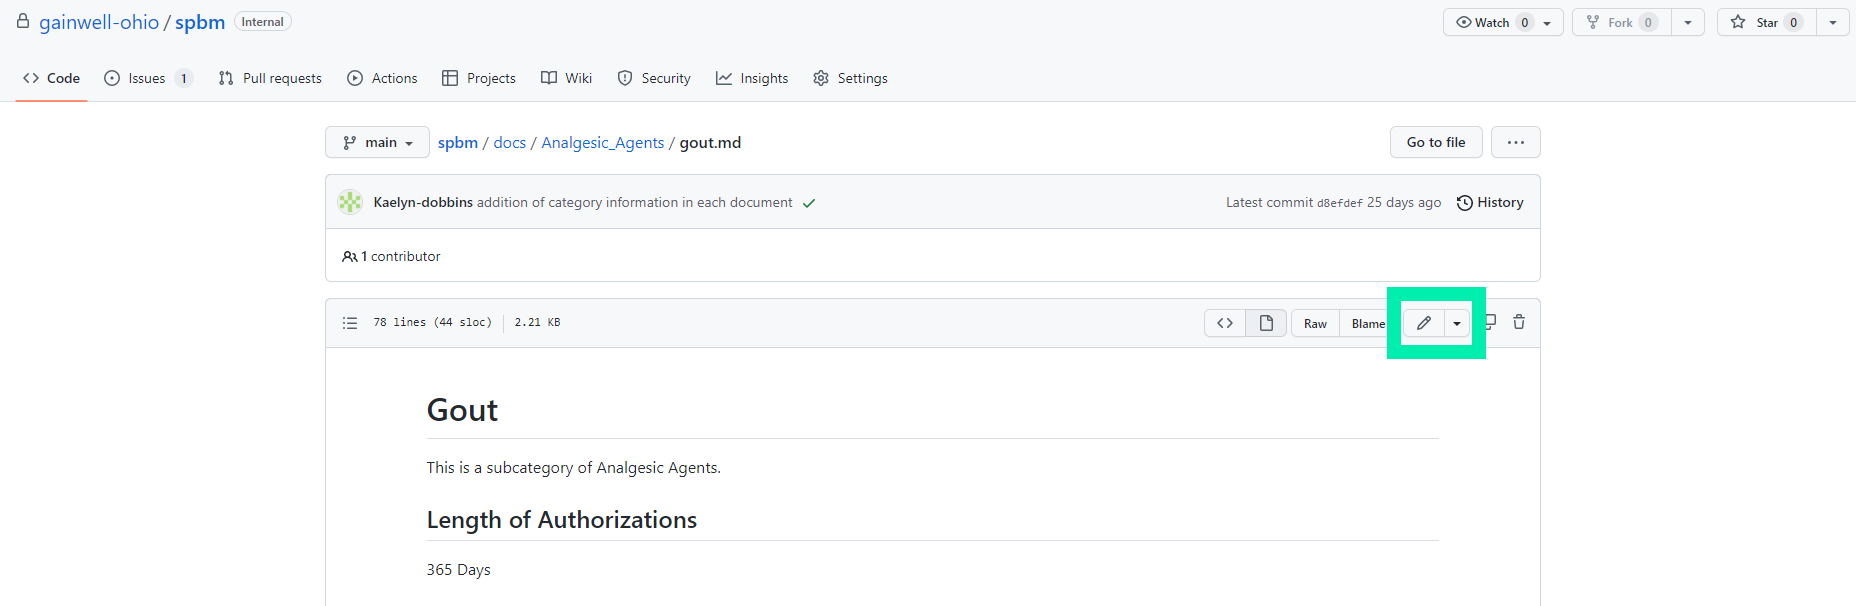 gainwell-ohio / spbm Internal Watch 0 Fork 0 Star 0
Code Issues 1 Pull requests Actions Projects Wiki Security Insights Settings
main spbm / docs / Analgesic_Agents / gout.md Go to file ...
Kaelyn-dobbins addition of category information in each document Latest commit d8efdef 25 days ago History
1 contributor
78 lines (44 sloc) 2.21 KB <> Raw Blame
Gout
This is a subcategory of Analgesic Agents.
Length of Authorizations
365 Days